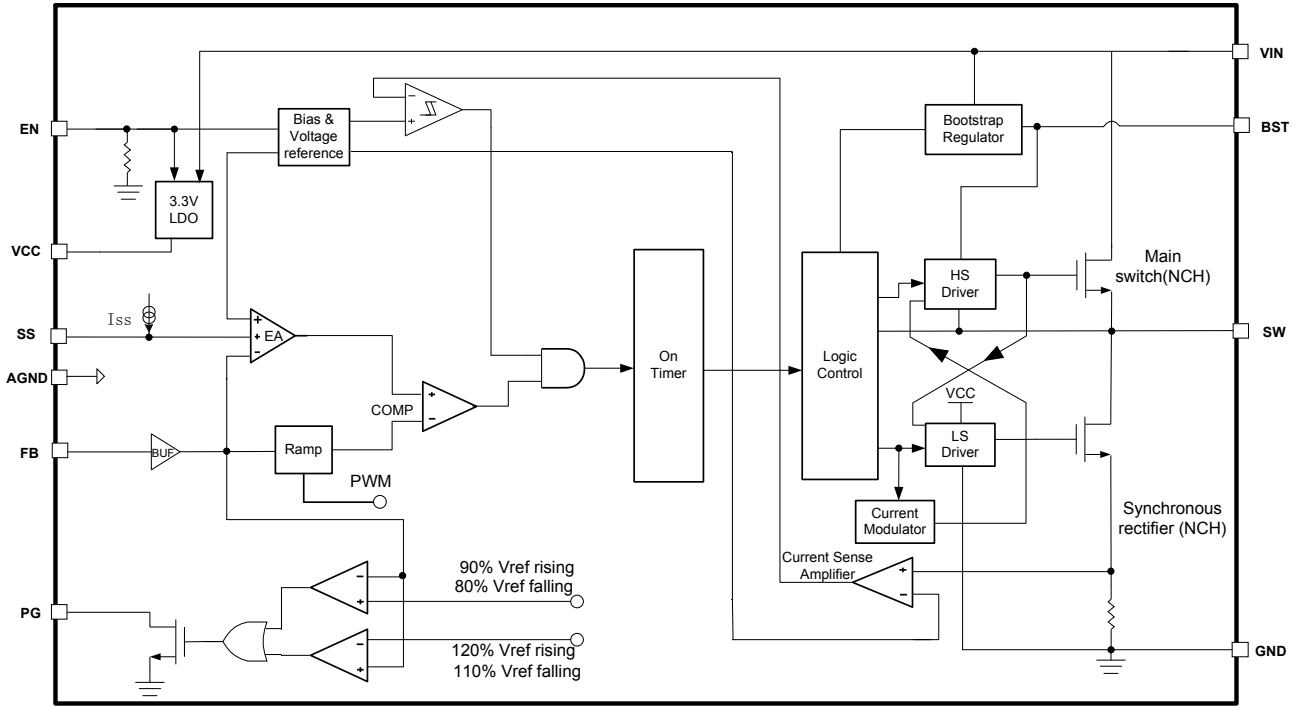 VIN
EN
Bias &
Voltage
reference
−
+
Bootstrap
Regulator
BST
3.3V
LDO
VCC
HS
Driver
Main
switch(NCH)
Iss
SS
+
+
−
EA
On
Timer
Logic
Control
SW
AGND
COMP
+
−
VCC
FB
BUF
Ramp
LS
Driver
PWM
Current
Modulator
Synchronous
rectifier (NCH)
Current Sense
Amplifier
+
−
90% Vref rising
80% Vref falling
−
+
PG
−
+
120% Vref rising
110% Vref falling
GND